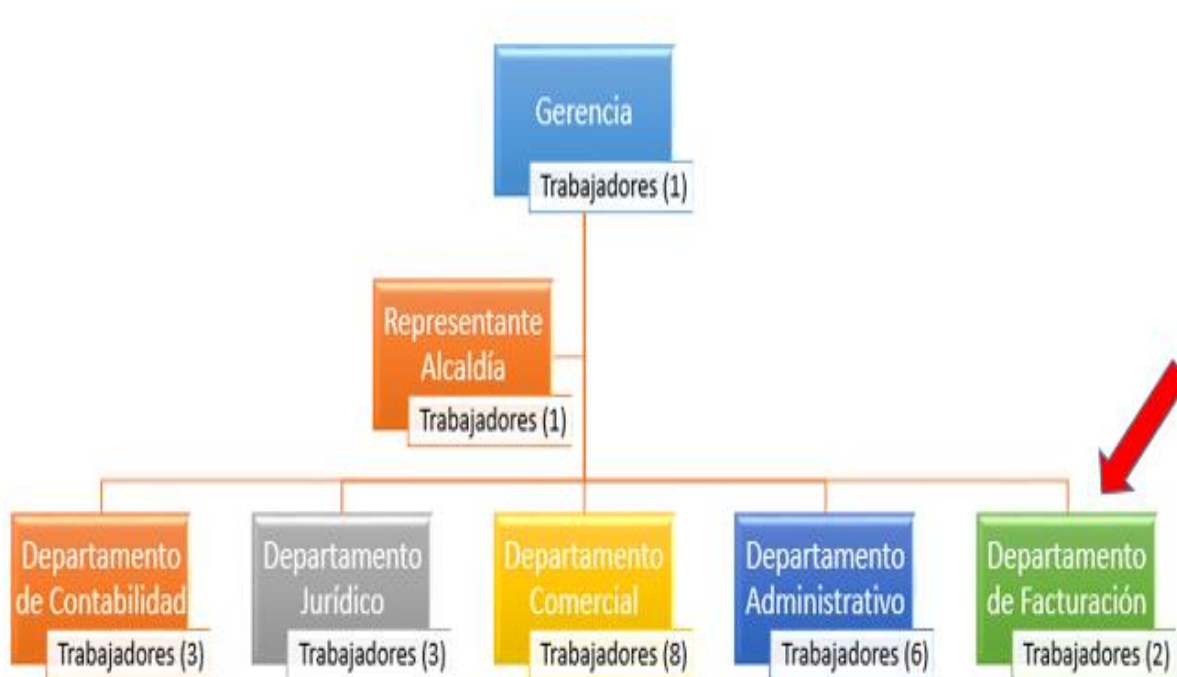 Gerencia
Trabajadores (1)
Representante
Alcaldía
Trabajadores (1)
Departamento
de Contabilidad
Trabajadores (3)
Departamento
Jurídico
Trabajadores (3)
Departamento
Comercial
Trabajadores (8)
Departamento
Administrativo
Trabajadores (6)
Departamento
de Facturación
Trabajadores (2)